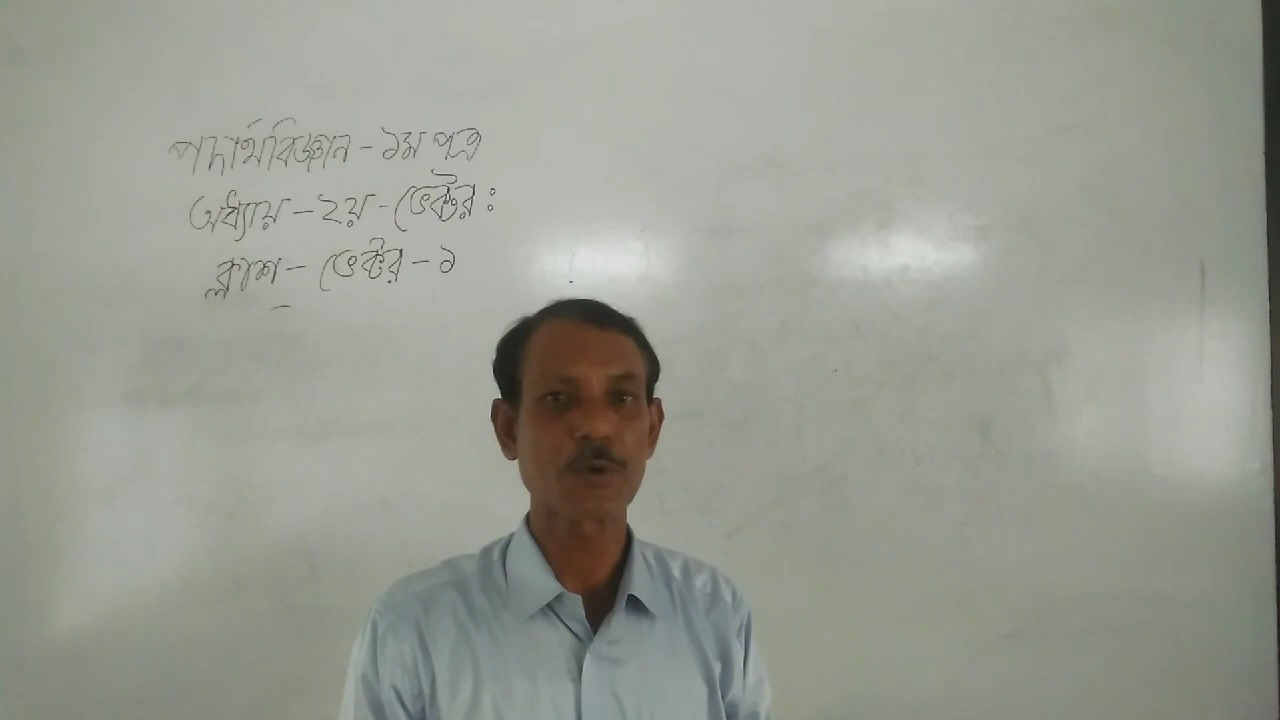 পদার্থবিজ্ঞান - ১ম পত্র
অধ্যায় - ২য় - ভেক্টর :
ক্লাশ - ভেক্টর - ১